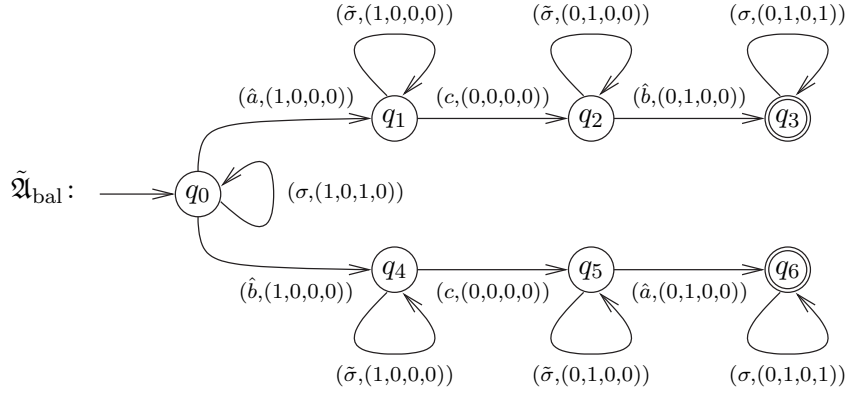 (σ̃,(1,0,0,0)) (σ̃,(0,1,0,0)) (σ,(0,1,0,1))
(â,(1,0,0,0)) (c,(0,0,0,0)) (b̂,(0,1,0,0))
q₁ q₂ q₃
𝔄̃_bal: q₀ (σ,(1,0,1,0))
q₄ q₅ q₆
(b̂,(1,0,0,0)) (c,(0,0,0,0)) (â,(0,1,0,0))
(σ̃,(1,0,0,0)) (σ̃,(0,1,0,0)) (σ,(0,1,0,1))